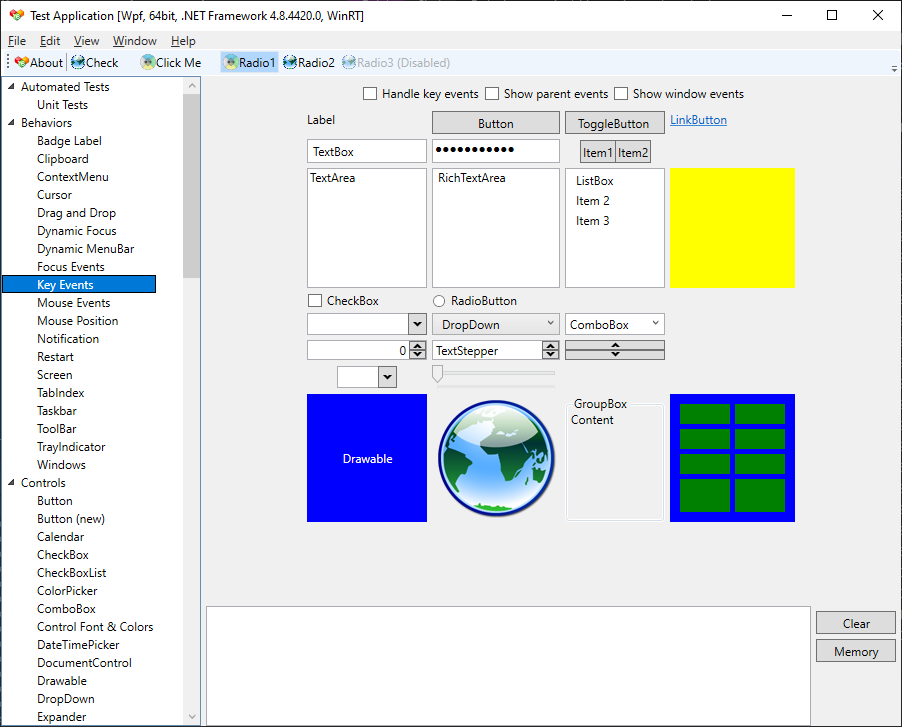 Test Application [Wpf, 64bit, .NET Framework 4.8.4420.0, WinRT]
File Edit View Window Help
About Check Click Me Radio1 Radio2 Radio3 (Disabled)
Automated Tests
Unit Tests
Behaviors
Badge Label
Clipboard
ContextMenu
Cursor
Drag and Drop
Dynamic Focus
Dynamic MenuBar
Focus Events
Key Events
Mouse Events
Mouse Position
Notification
Restart
Screen
TabIndex
Taskbar
ToolBar
TrayIndicator
Windows
Controls
Button
Button (new)
Calendar
CheckBox
CheckBoxList
ColorPicker
ComboBox
Control Font & Colors
DateTimePicker
DocumentControl
Drawable
DropDown
Expander
Handle key events Show parent events Show window events
Label Button ToggleButton LinkButton
TextBox ●●●●●●●●●●● Item1 Item2
TextArea RichTextArea ListBox
Item 2
Item 3
CheckBox RadioButton
DropDown ComboBox
0 TextStepper
Drawable
GroupBox
Content
Clear
Memory